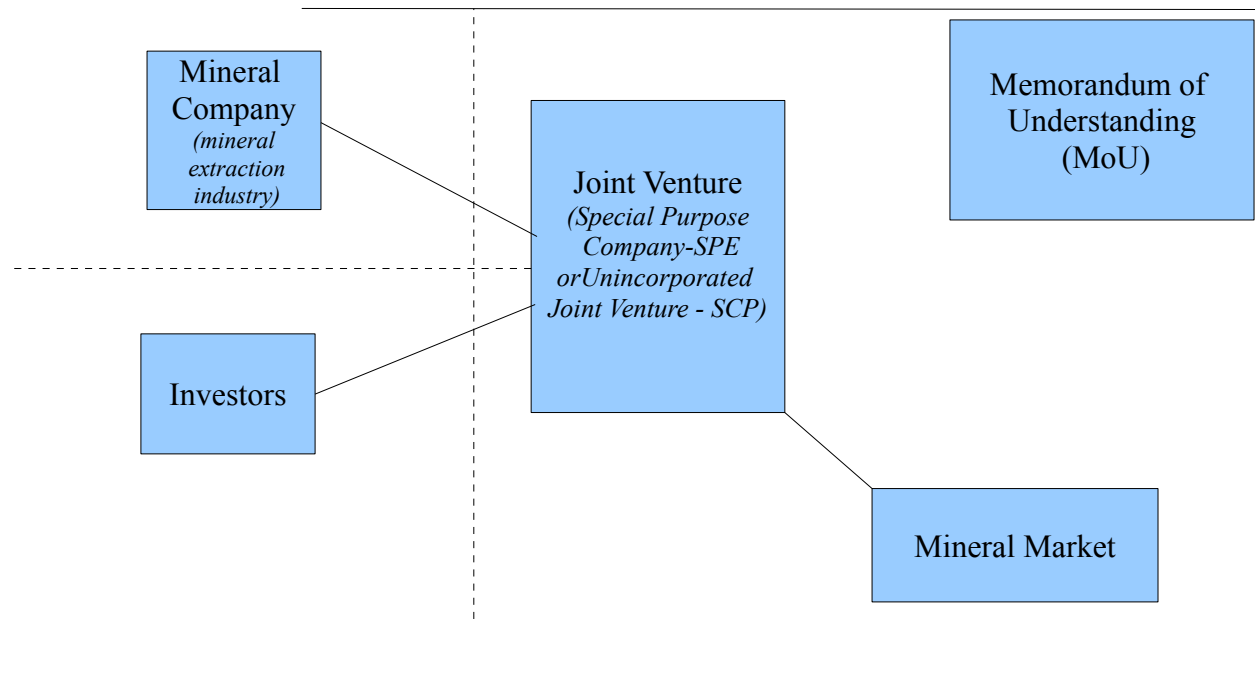 Mineral
Company
(mineral
extraction
industry)
Investors
Joint Venture
(Special Purpose
Company-SPE
orUnincorporated
Joint Venture - SCP)
Memorandum of
Understanding
(MoU)
Mineral Market